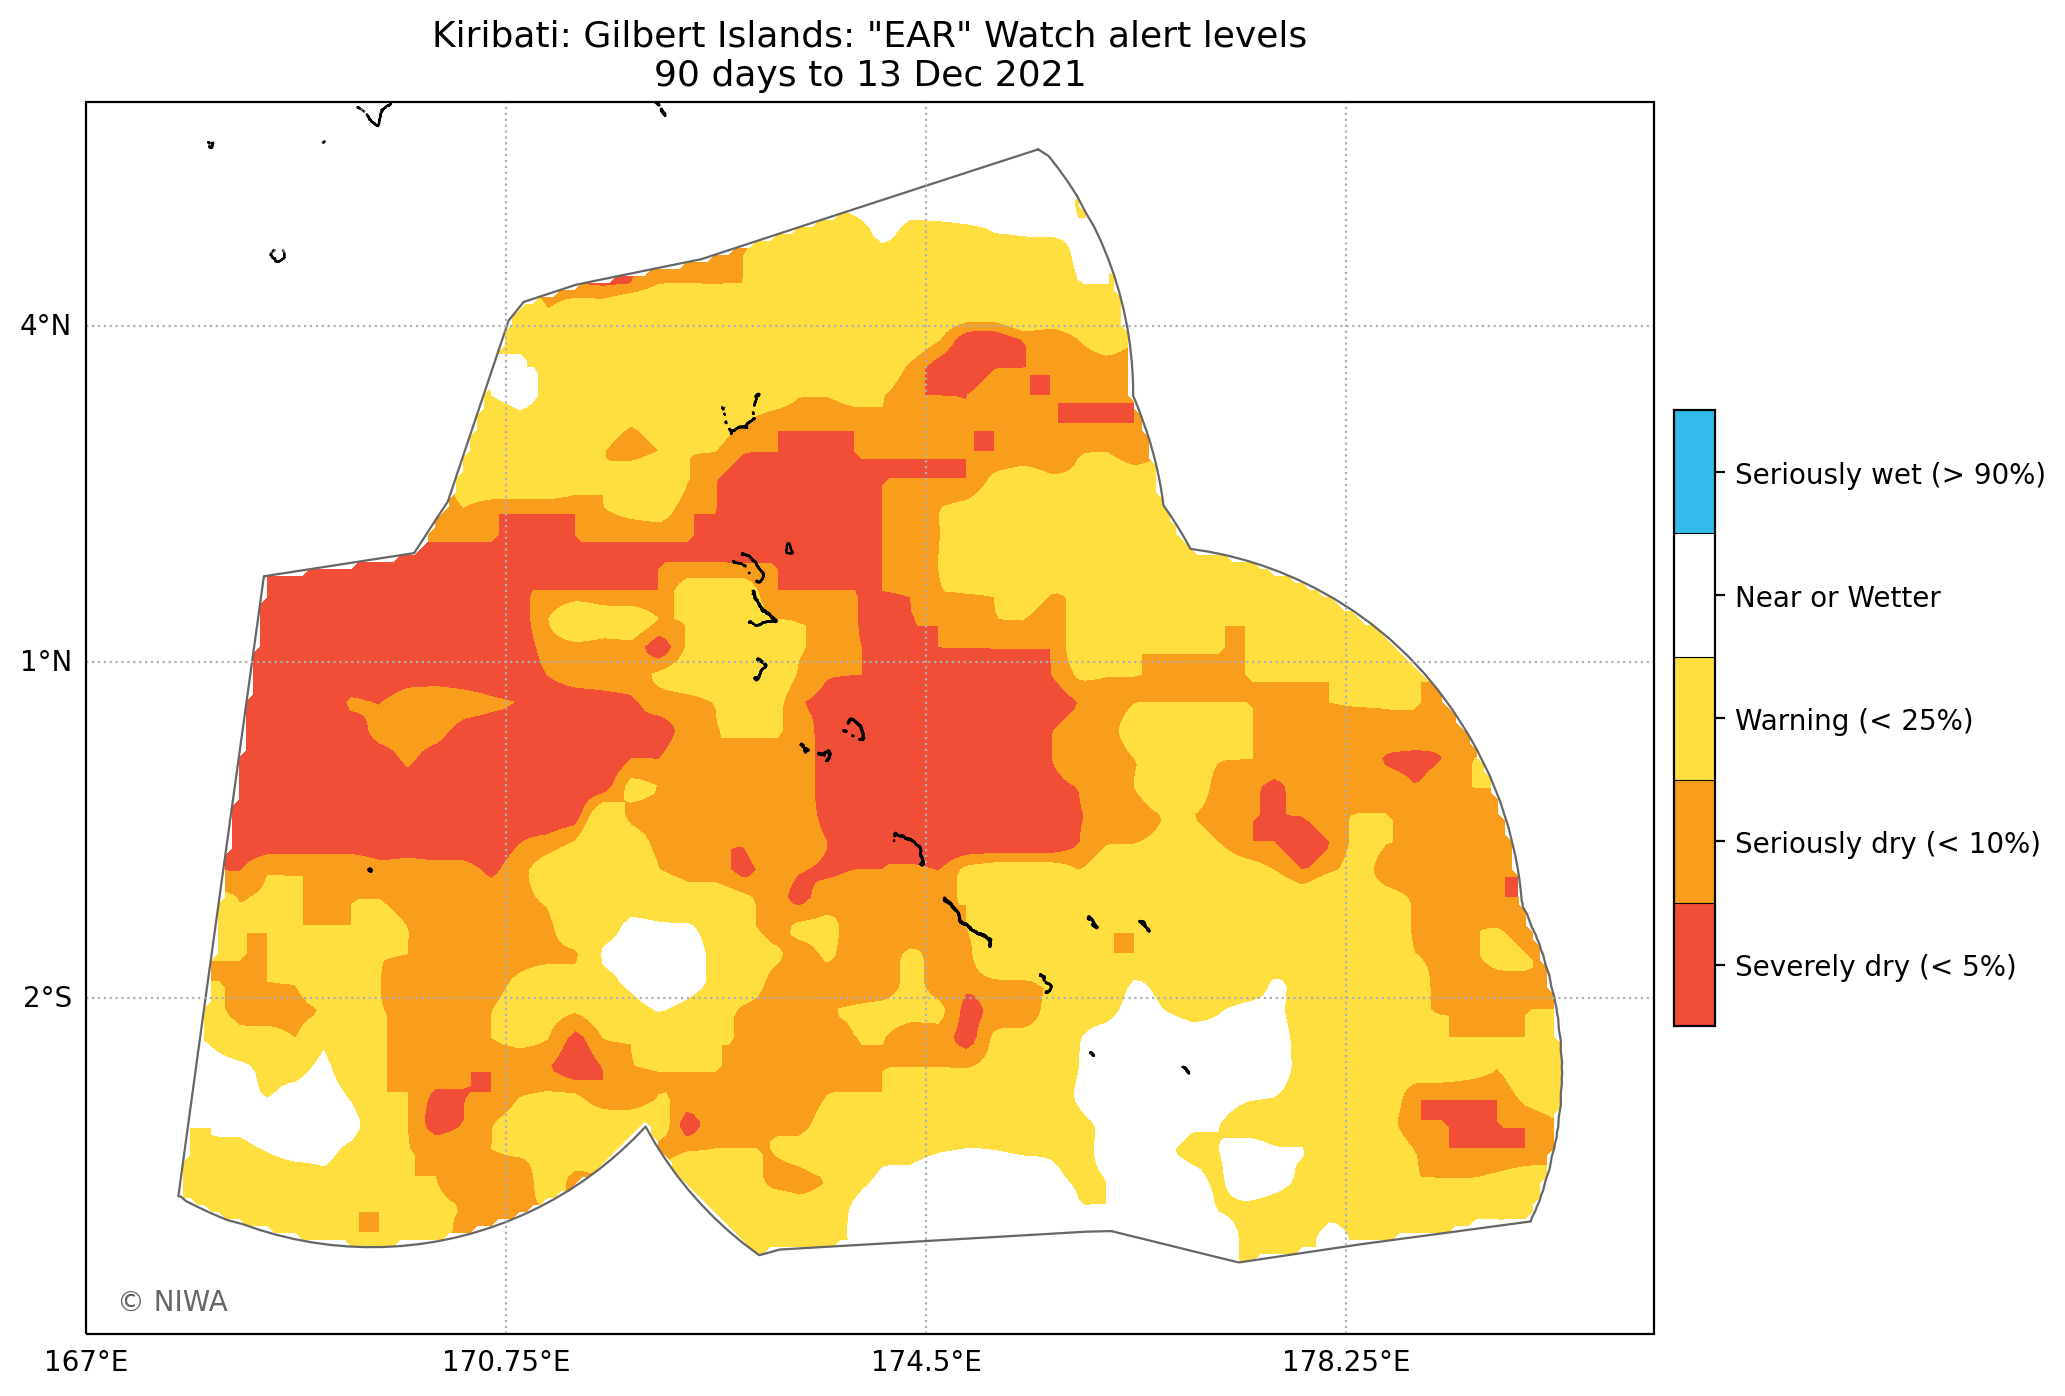 Kiribati: Gilbert Islands: "EAR" Watch alert levels
90 days to 13 Dec 2021
4°N
1°N
2°S
167°E
170.75°E
174.5°E
178.25°E
© NIWA
Seriously wet (> 90%)
Near or Wetter
Warning (< 25%)
Seriously dry (< 10%)
Severely dry (< 5%)